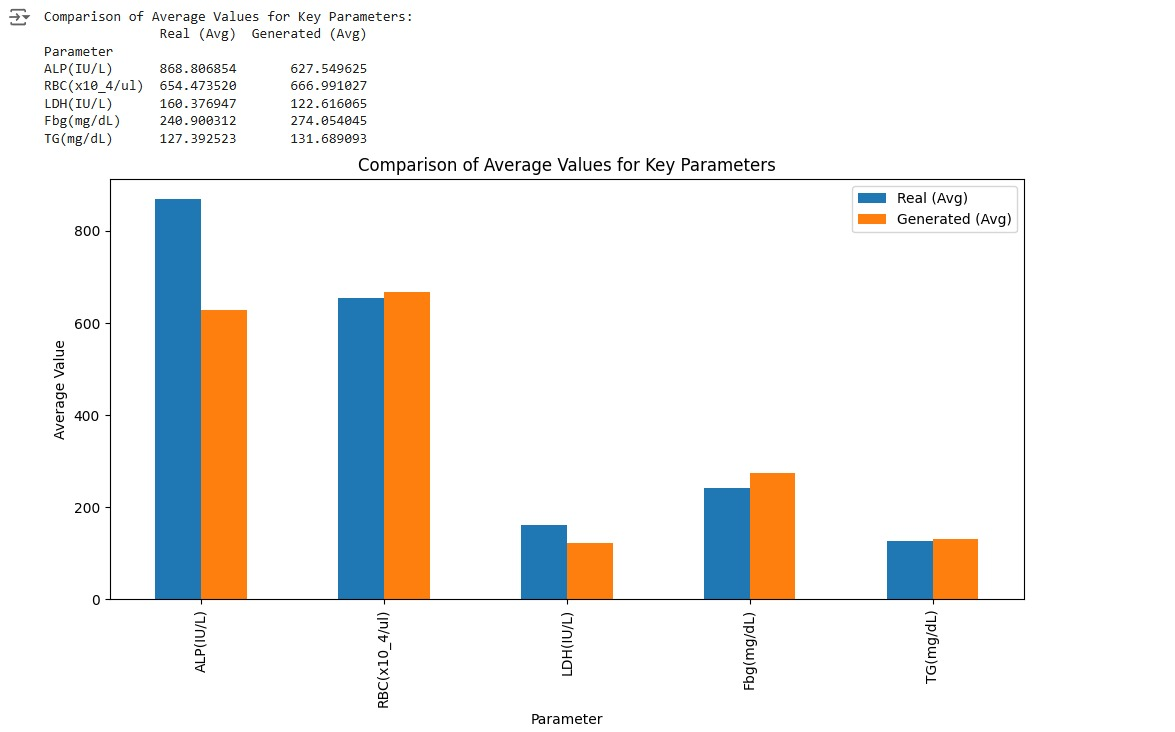 Comparison of Average Values for Key Parameters:
Real (Avg) Generated (Avg)
Parameter
ALP(IU/L) 868.806854 627.549625
RBC(x10_4/ul) 654.473520 666.991027
LDH(IU/L) 160.376947 122.616065
Fbg(mg/dL) 240.900312 274.054045
TG(mg/dL) 127.392523 131.689093
Comparison of Average Values for Key Parameters
Real (Avg)
Generated (Avg)
Average Value
800
600
400
200
0
ALP(IU/L)
RBC(x10_4/ul)
LDH(IU/L)
Fbg(mg/dL)
TG(mg/dL)
Parameter